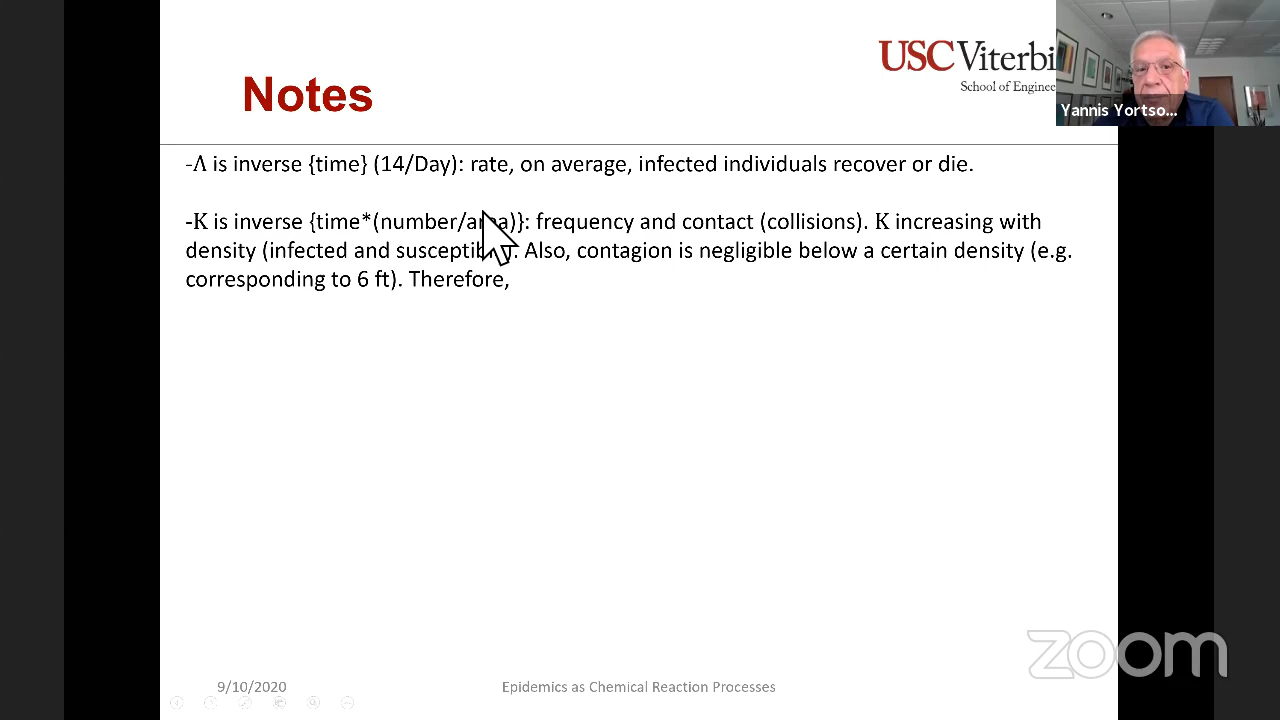 USC Viterbi
School of Enginee
Yannis Yortso...
Notes
-Λ is inverse {time} (14/Day): rate, on average, infected individuals recover or die.
-K is inverse {time*(number/area)}: frequency and contact (collisions). K increasing with
density (infected and susceptible). Also, contagion is negligible below a certain density (e.g.
corresponding to 6 ft). Therefore,
zoom
9/10/2020
Epidemics as Chemical Reaction Processes